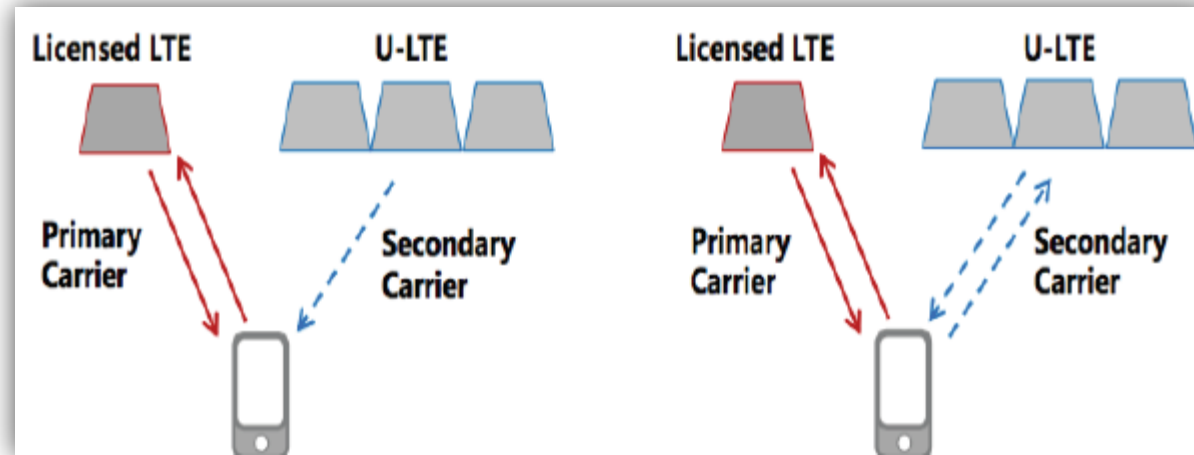 Licensed LTE
U-LTE
Primary
Carrier
Secondary
Carrier
Licensed LTE
U-LTE
Primary
Carrier
Secondary
Carrier